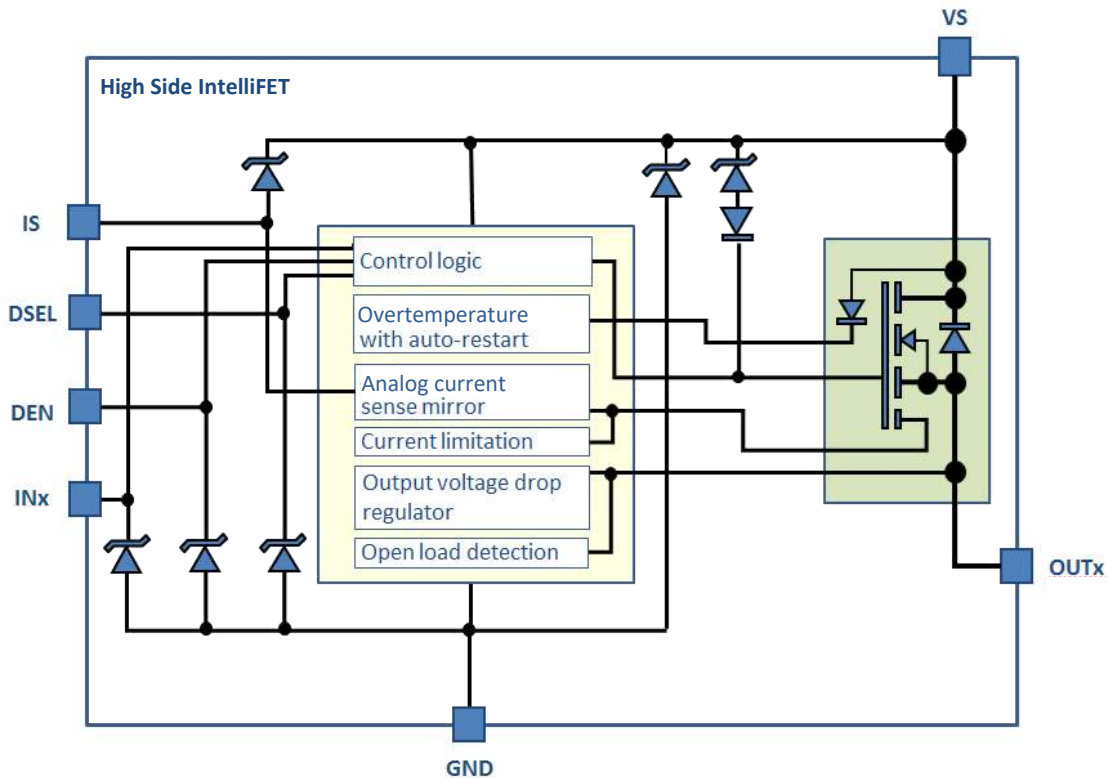 VS
High Side IntelliFET
IS
DSEL
DEN
INx
Control logic
Overtemperature
with auto-restart
Analog current
sense mirror
Current limitation
Output voltage drop
regulator
Open load detection
OUTx
GND